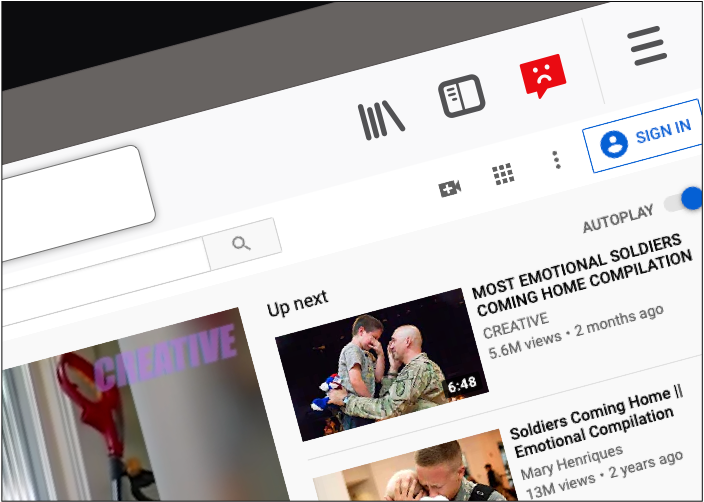 SIGN IN
AUTOPLAY
Up next
MOST EMOTIONAL SOLDIERS
COMING HOME COMPILATION
CREATIVE
5.6M views • 2 months ago
6:48
CREATIVE
Soldiers Coming Home ||
Emotional Compilation
Mary Henriques
13M views • 2 years ago